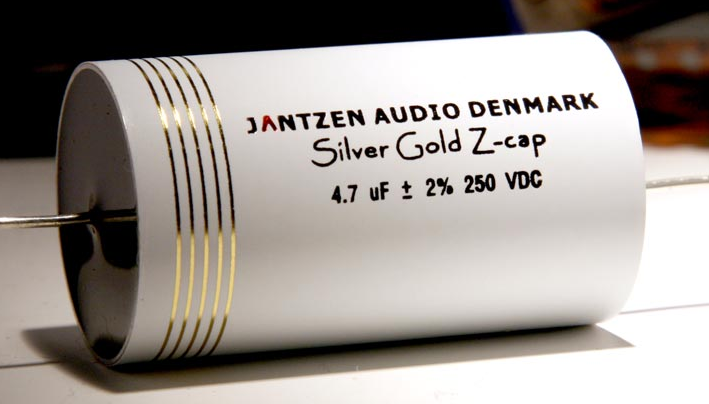 JANTZEN AUDIO DENMARK
Silver Gold Z-cap
4.7 uF ± 2% 250 VDC